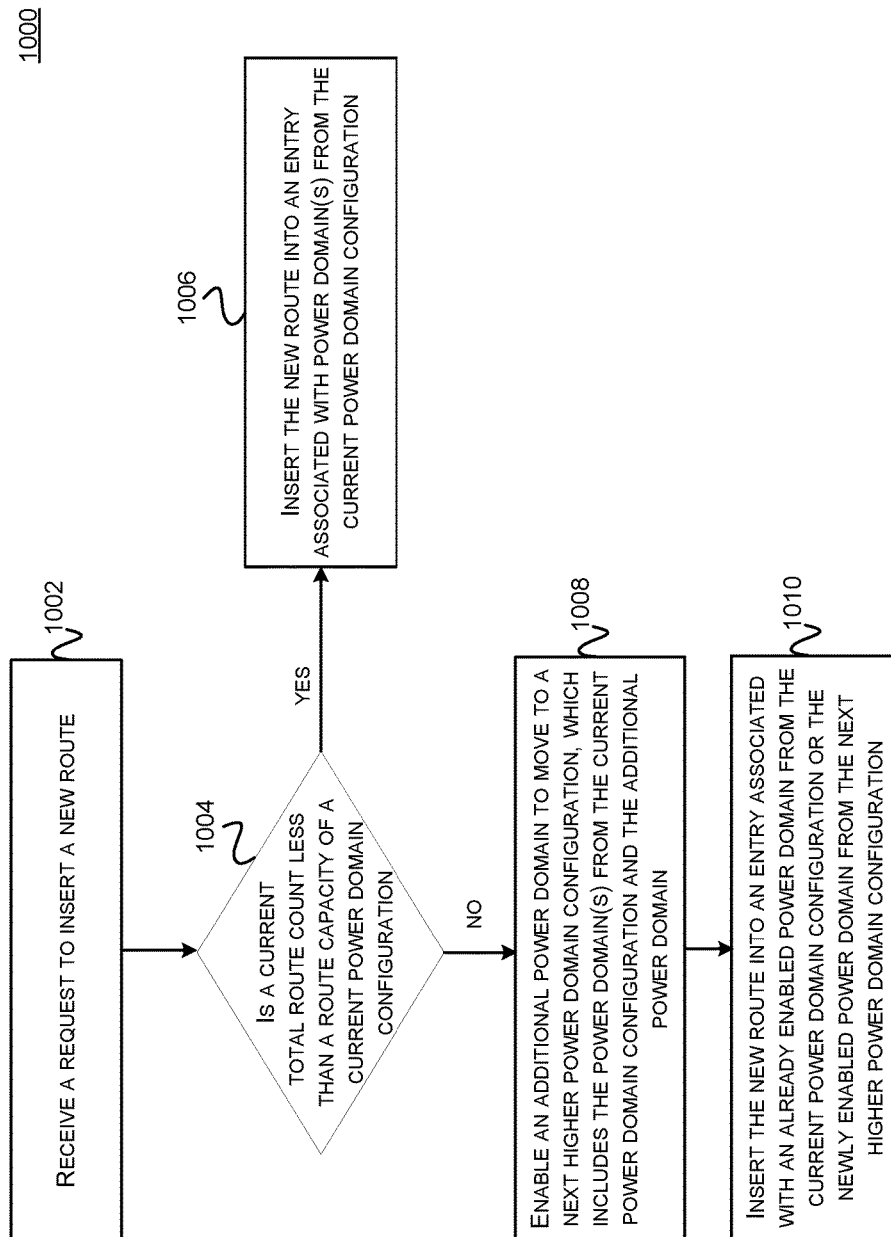 1000
1002
RECEIVE A REQUEST TO INSERT A NEW ROUTE
1004
IS A CURRENT
TOTAL ROUTE COUNT LESS
THAN A ROUTE CAPACITY OF A
CURRENT POWER DOMAIN
CONFIGURATION
YES
1006
INSERT THE NEW ROUTE INTO AN ENTRY
ASSOCIATED WITH POWER DOMAIN(S) FROM THE
CURRENT POWER DOMAIN CONFIGURATION
NO
1008
ENABLE AN ADDITIONAL POWER DOMAIN TO MOVE TO A
NEXT HIGHER POWER DOMAIN CONFIGURATION, WHICH
INCLUDES THE POWER DOMAIN(S) FROM THE CURRENT
POWER DOMAIN CONFIGURATION AND THE ADDITIONAL
POWER DOMAIN
1010
INSERT THE NEW ROUTE INTO AN ENTRY ASSOCIATED
WITH AN ALREADY ENABLED POWER DOMAIN FROM THE
CURRENT POWER DOMAIN CONFIGURATION OR THE
NEWLY ENABLED POWER DOMAIN FROM THE NEXT
HIGHER POWER DOMAIN CONFIGURATION